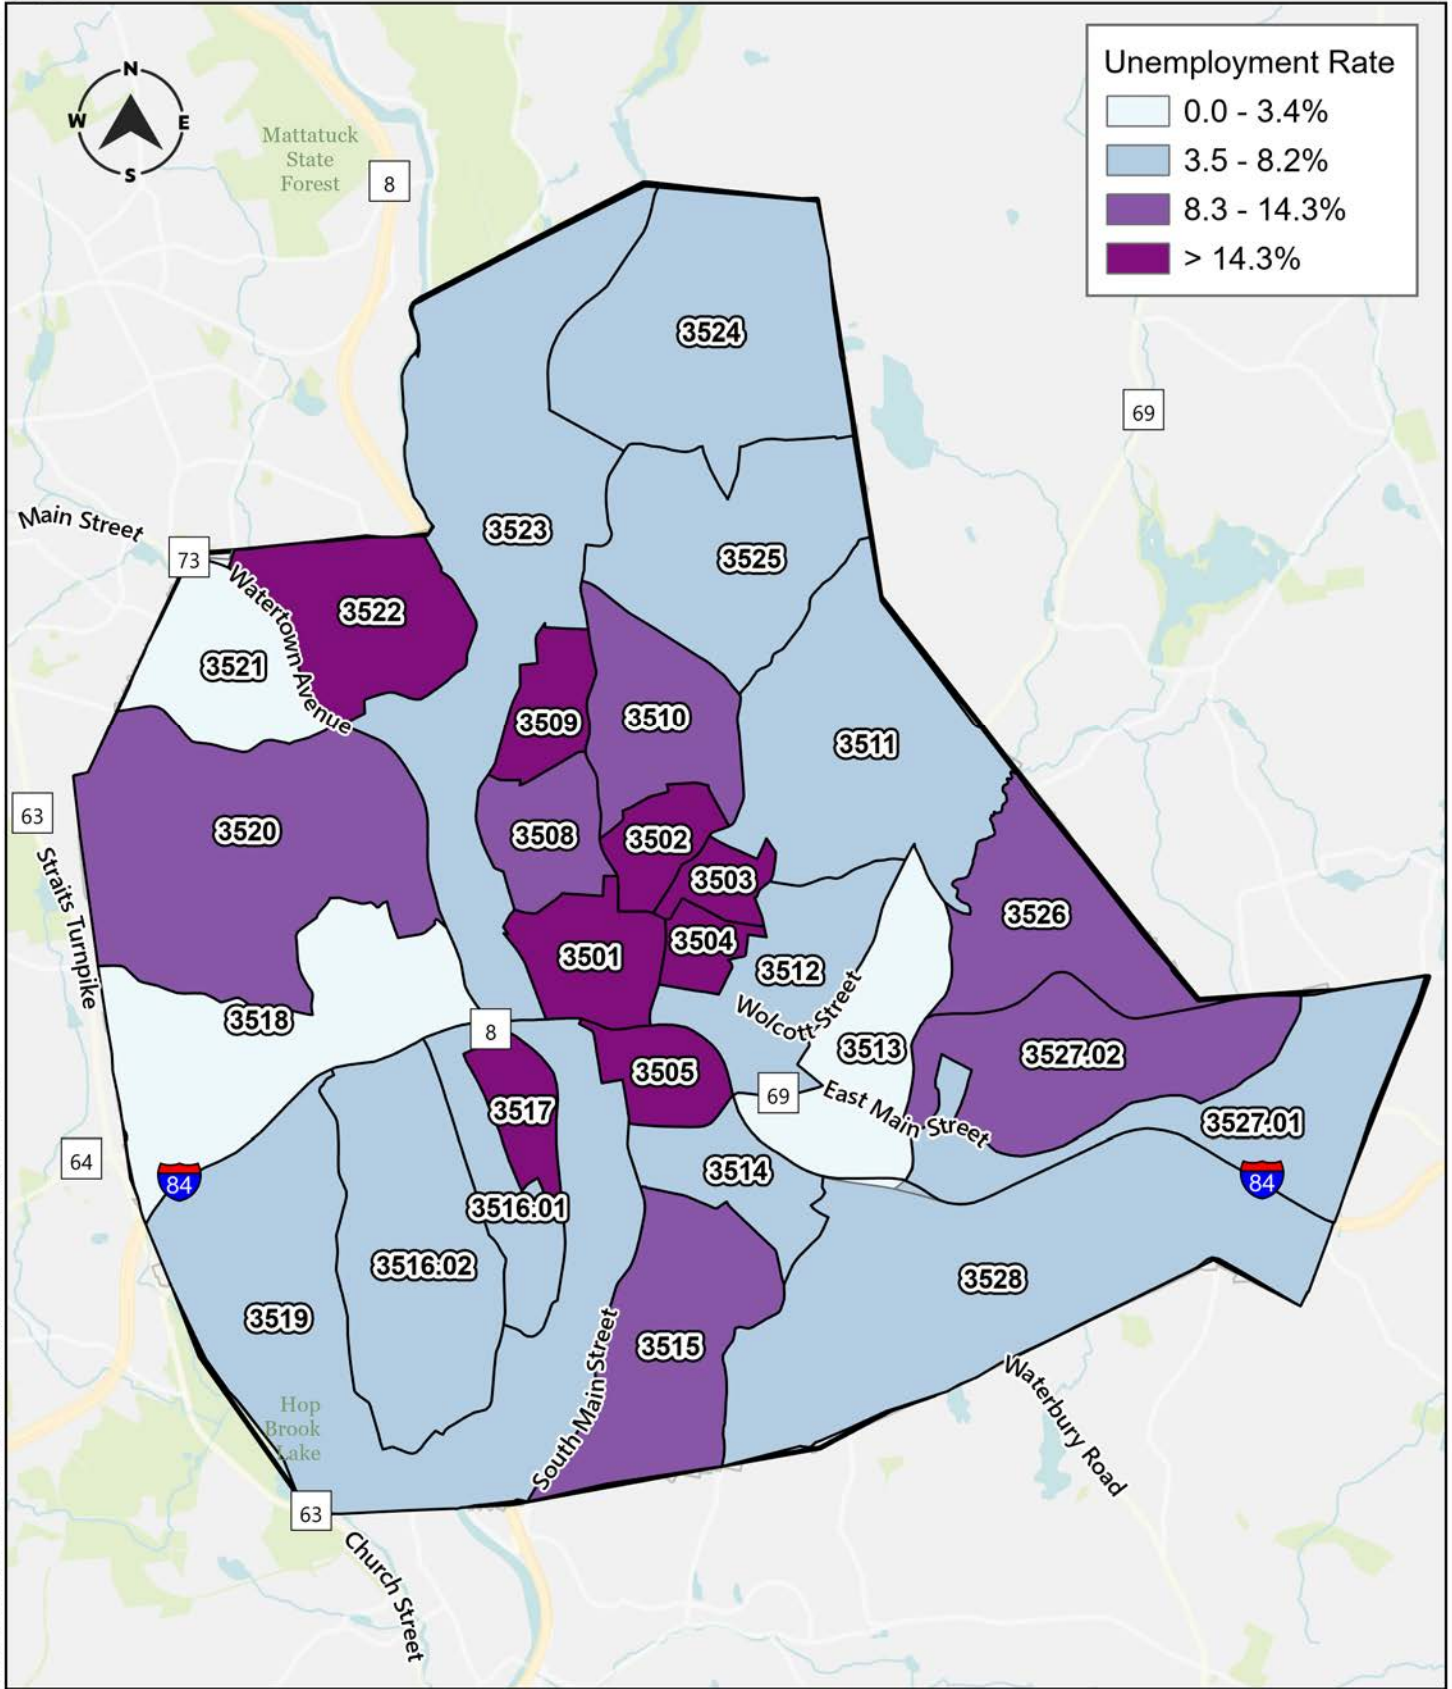 Unemployment Rate
0.0 - 3.4%
3.5 - 8.2%
8.3 - 14.3%
> 14.3%
N
W
E
S
Mattatuck
State
Forest
8
3524
69
Main Street
73
3523
3525
Watertown Avenue
3522
3521
3509
3510
3511
63
3520
3508
3502
3503
Straits Turnpike
3526
3504
3501
3512
3518
Wolcott Street
8
3513
3527.02
3505
69
East Main Street
3517
3527.01
64
84
3514
84
3516.01
3516.02
3528
3519
3515
South Main Street
Waterbury Road
Hop
Brook
Lake
63
Church Street